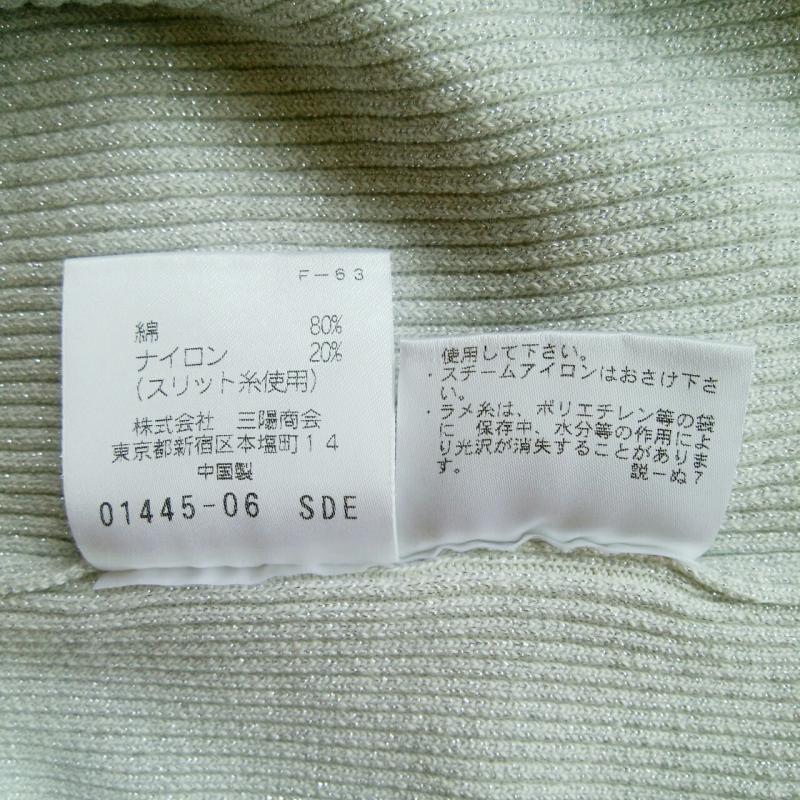 F-63
綿 80%
ナイロン 20%
(スリット糸使用)
株式会社 三陽商会
東京都新宿区本塩町14
中国製
01445-06 SDE
使用して下さい。
・スチームアイロンはおさけ下さ
い。
・ラメ糸は、ポリエチレン等の袋
に 保存中、水分等の作用によ
り光沢が消失することがありま
す。 説-ぬ7